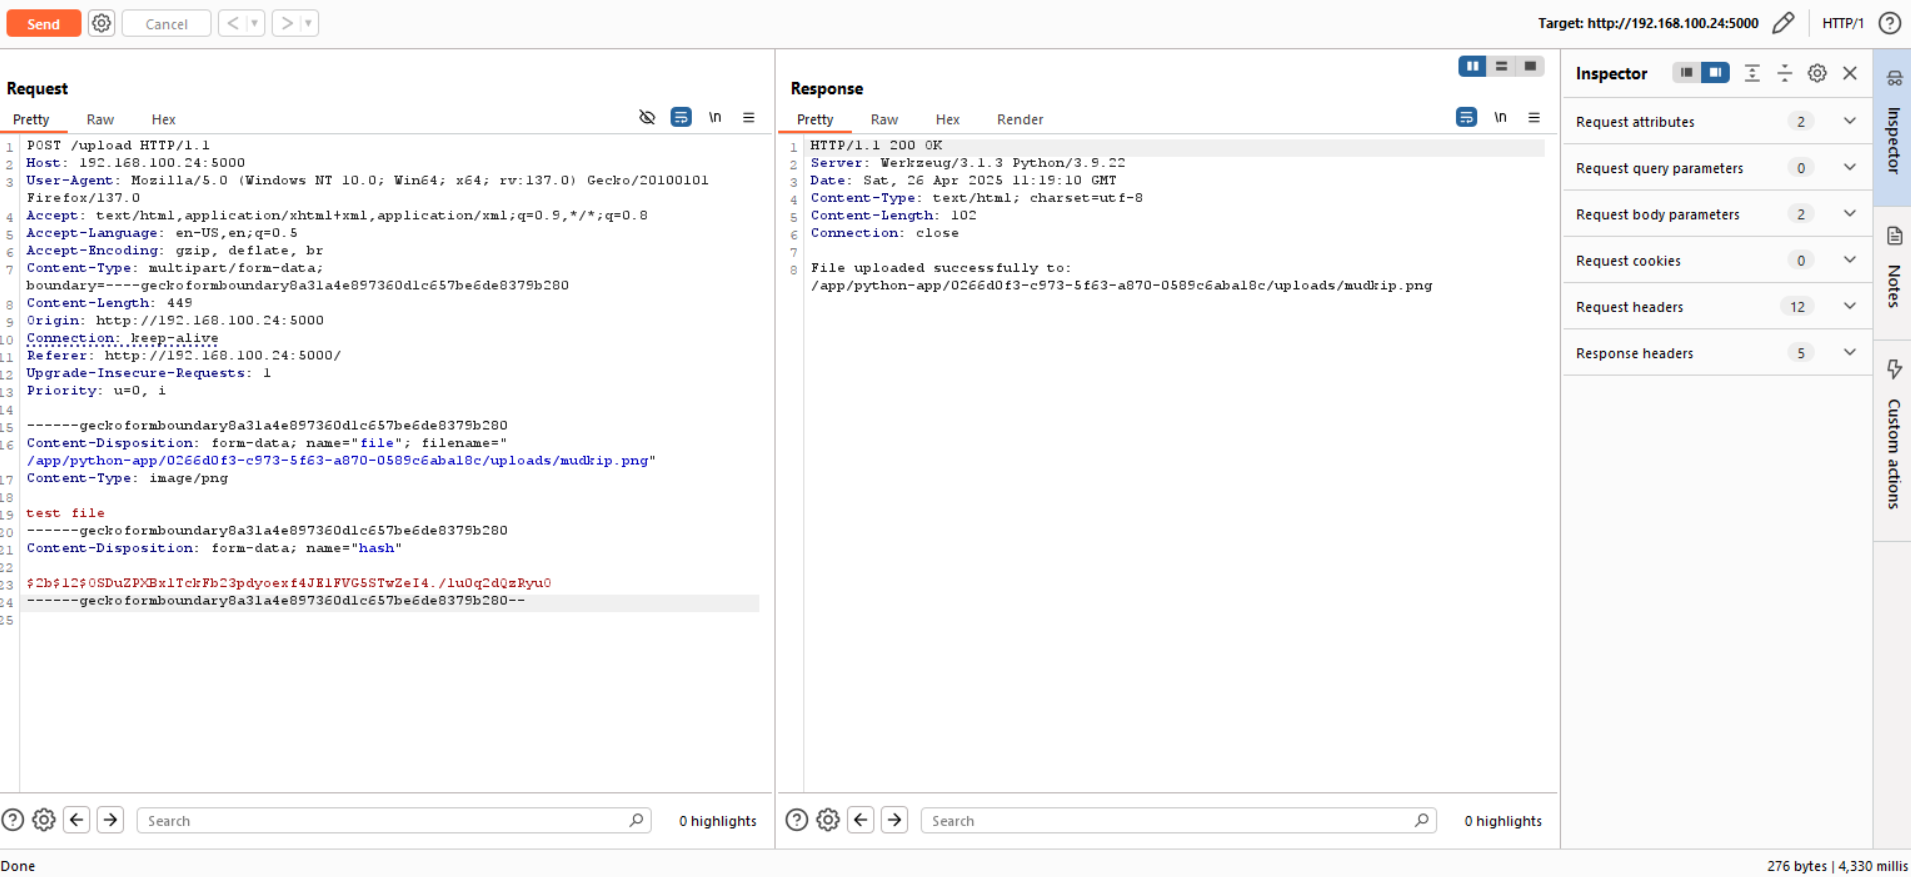 Send
Cancel
Target: http://192.168.100.24:5000
HTTP/1
Request
Pretty Raw Hex
\n
1 POST /upload HTTP/1.1
2 Host: 192.168.100.24:5000
3 User-Agent: Mozilla/5.0 (Windows NT 10.0; Win64; x64; rv:137.0) Gecko/20100101
Firefox/137.0
4 Accept: text/html,application/xhtml+xml,application/xml;q=0.9,*/*;q=0.8
5 Accept-Language: en-US,en;q=0.5
6 Accept-Encoding: gzip, deflate, br
7 Content-Type: multipart/form-data;
boundary=----geckoformboundary8a31a4e897360d1c657be6de8379b280
8 Content-Length: 449
9 Origin: http://192.168.100.24:5000
10 Connection: keep-alive
11 Referer: http://192.168.100.24:5000/
12 Upgrade-Insecure-Requests: 1
13 Priority: u=0, i
14
15 ------geckoformboundary8a31a4e897360d1c657be6de8379b280
16 Content-Disposition: form-data; name="file"; filename="
/app/python-app/0266d0f3-c973-5f63-a870-0589c6aba18c/uploads/mudkip.png"
17 Content-Type: image/png
18
19 test file
20 ------geckoformboundary8a31a4e897360d1c657be6de8379b280
21 Content-Disposition: form-data; name="hash"
22
23 $2b$12$0SDuZPXBx1TckFb23pdyoexf4JE1FVG5STwZeI4./1u0q2dQzRyu0
24 ------geckoformboundary8a31a4e897360d1c657be6de8379b280--
25
Search
0 highlights
Response
Pretty Raw Hex Render
\n
1 HTTP/1.1 200 OK
2 Server: Werkzeug/3.1.3 Python/3.9.22
3 Date: Sat, 26 Apr 2025 11:19:10 GMT
4 Content-Type: text/html; charset=utf-8
5 Content-Length: 102
6 Connection: close
7
8 File uploaded successfully to:
/app/python-app/0266d0f3-c973-5f63-a870-0589c6aba18c/uploads/mudkip.png
Search
0 highlights
Inspector
Request attributes 2
Request query parameters 0
Request body parameters 2
Request cookies 0
Request headers 12
Response headers 5
Inspector
Notes
Custom actions
Done
276 bytes | 4,330 millis